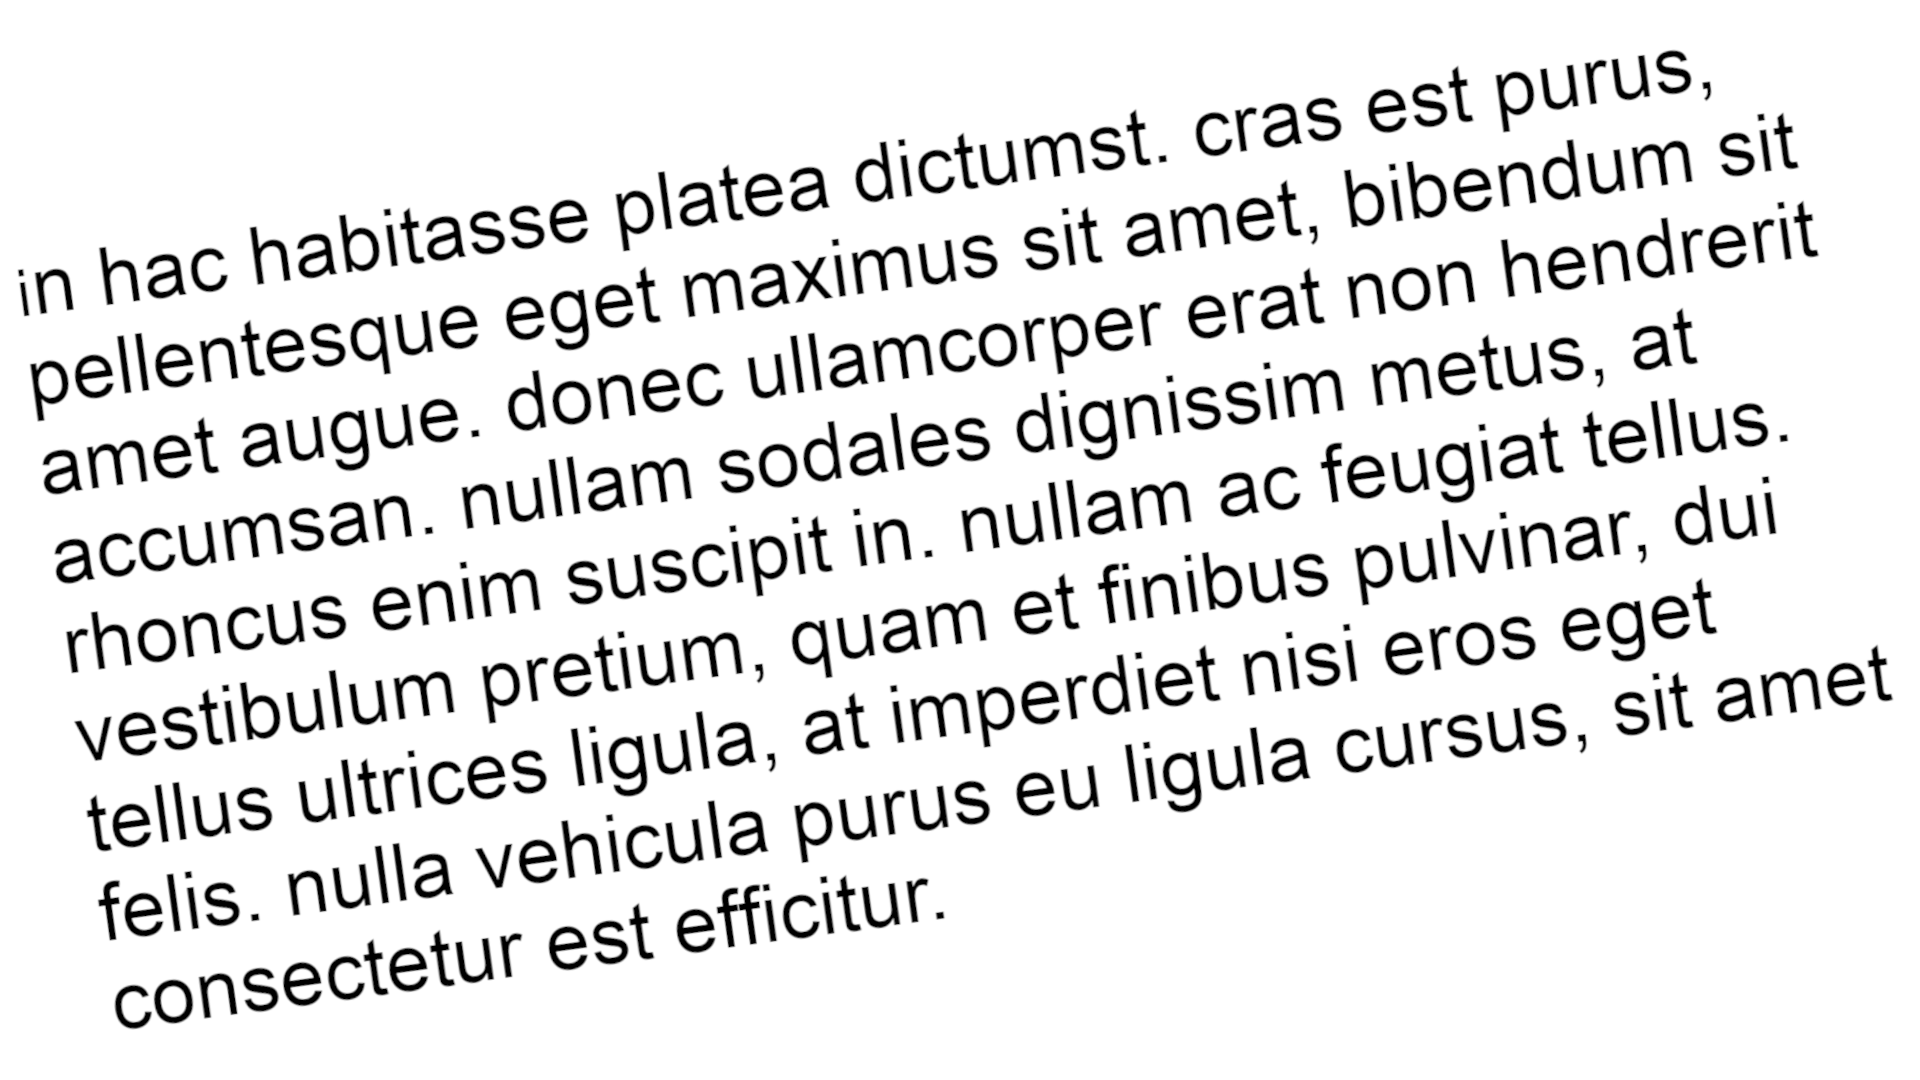 in hac habitasse platea dictumst. cras est purus,
pellentesque eget maximus sit amet, bibendum sit
amet augue. donec ullamcorper erat non hendrerit
accumsan. nullam sodales dignissim metus, at
rhoncus enim suscipit in. nullam ac feugiat tellus.
vestibulum pretium, quam et finibus pulvinar, dui
tellus ultrices ligula, at imperdiet nisi eros eget
felis. nulla vehicula purus eu ligula cursus, sit amet
consectetur est efficitur.